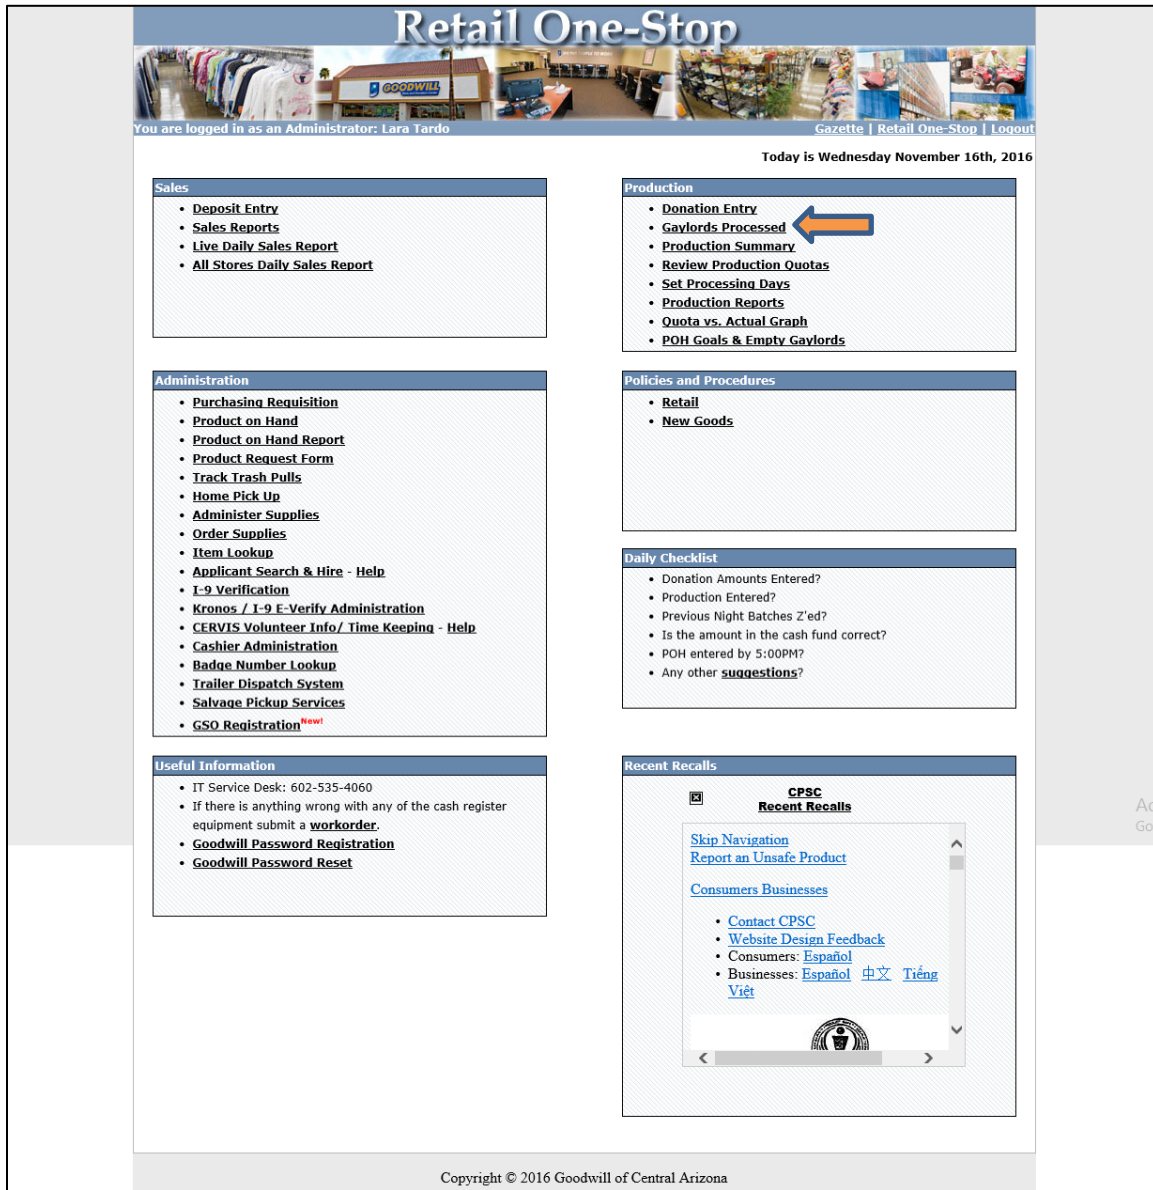 Retail One-Stop
GOODWILL
You are logged in as an Administrator: Lara Tardo
Gazette | Retail One-Stop | Logout
Today is Wednesday November 16th, 2016
Sales
• Deposit Entry
• Sales Reports
• Live Daily Sales Report
• All Stores Daily Sales Report
Production
• Donation Entry
• Gaylords Processed
• Production Summary
• Review Production Quotas
• Set Processing Days
• Production Reports
• Quota vs. Actual Graph
• POH Goals & Empty Gaylords
Administration
• Purchasing Requisition
• Product on Hand
• Product on Hand Report
• Product Request Form
• Track Trash Pulls
• Home Pick Up
• Administer Supplies
• Order Supplies
• Item Lookup
• Applicant Search & Hire - Help
• I-9 Verification
• Kronos / I-9 E-Verify Administration
• CERVIS Volunteer Info/ Time Keeping - Help
• Cashier Administration
• Badge Number Lookup
• Trailer Dispatch System
• Salvage Pickup Services
• GSO Registration New!
Policies and Procedures
• Retail
• New Goods
Daily Checklist
• Donation Amounts Entered?
• Production Entered?
• Previous Night Batches Z'ed?
• Is the amount in the cash fund correct?
• POH entered by 5:00PM?
• Any other suggestions?
Useful Information
• IT Service Desk: 602-535-4060
• If there is anything wrong with any of the cash register
equipment submit a workorder.
• Goodwill Password Registration
• Goodwill Password Reset
Recent Recalls
CPSC
Recent Recalls
Skip Navigation
Report an Unsafe Product
Consumers Businesses
• Contact CPSC
• Website Design Feedback
• Consumers: Español
• Businesses: Español 中文 Tiếng
Việt
Ac
Go
Copyright © 2016 Goodwill of Central Arizona